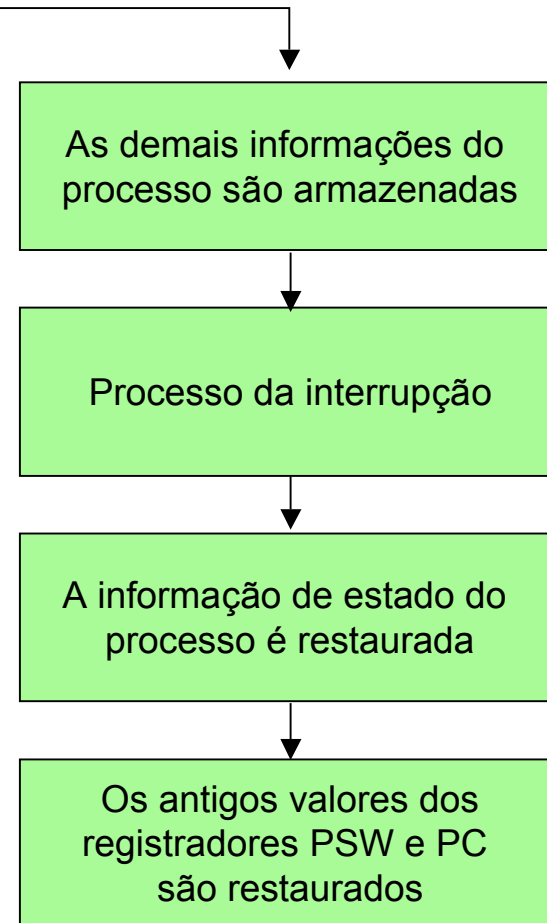 As demais informações do
processo são armazenadas
Processo da interrupção
A informação de estado do
processo é restaurada
Os antigos valores dos
registradores PSW e PC
são restaurados